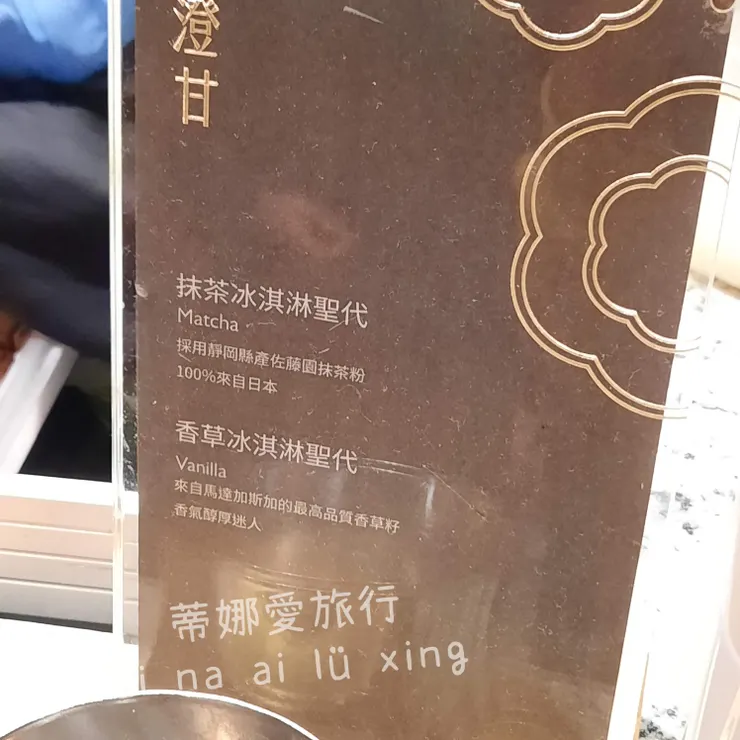 澄甘
抹茶冰淇淋聖代
Matcha
採用靜岡縣產佐藤園抹茶粉
100%來自日本
香草冰淇淋聖代
Vanilla
來自馬達加斯加的最高品質香草籽
香氣醇厚迷人
蒂娜愛旅行
i na ai lü xing